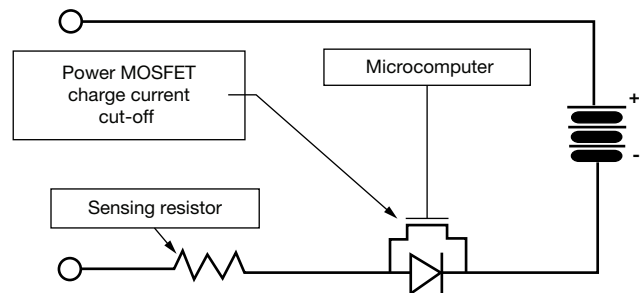 Power MOSFET
charge current
cut-off
Microcomputer
+
-
Sensing resistor